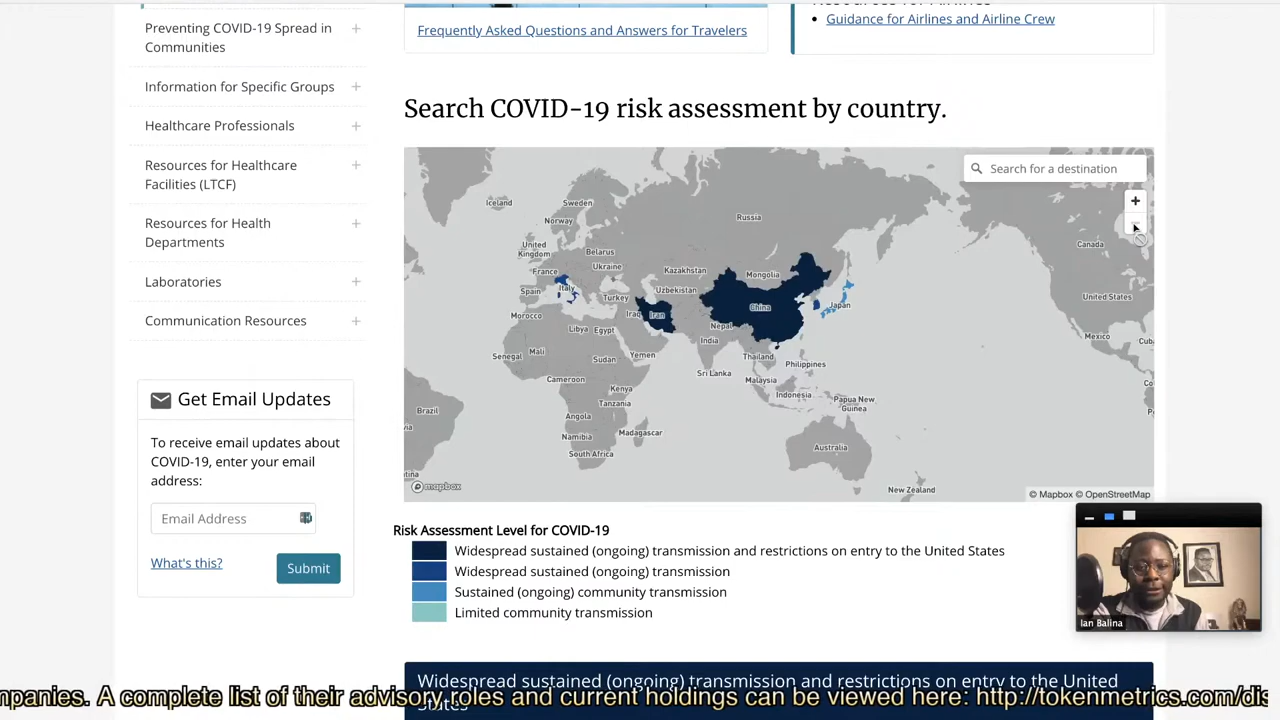 Preventing COVID-19 Spread in
Communities
Information for Specific Groups
Healthcare Professionals
Resources for Healthcare
Facilities (LTCF)
Resources for Health
Departments
Laboratories
Communication Resources
Get Email Updates
To receive email updates about
COVID-19, enter your email
address:
Email Address
What's this?
Submit
Frequently Asked Questions and Answers for Travelers
Guidance for Airlines and Airline Crew
Search COVID-19 risk assessment by country.
Search for a destination
Iceland
Sweden
Norway
Russia
United
Kingdom
Belarus
Ukraine
France
Kazakhstan
Mongolia
Canada
Italy
Spain
Uzbekistan
Turkey
United States
Morocco
Iraq
Iran
China
Japan
Libya
Egypt
Nepal
India
Mexico
Cuba
Senegal
Mali
Sudan
Yemen
Thailand
Philippines
Sri Lanka
Malaysia
Cameroon
Kenya
Tanzania
Indonesia
Papua New
Guinea
Brazil
Angola
Namibia
Madagascar
South Africa
Australia
New Zealand
mapbox
© Mapbox © OpenStreetMap
Risk Assessment Level for COVID-19
Widespread sustained (ongoing) transmission and restrictions on entry to the United States
Widespread sustained (ongoing) transmission
Sustained (ongoing) community transmission
Limited community transmission
Ian Balina
Widespread sustained (ongoing) transmission and restrictions on entry to the United
States
mpanies. A complete list of their advisory roles and current holdings can be viewed here: http://tokenmetrics.com/dis